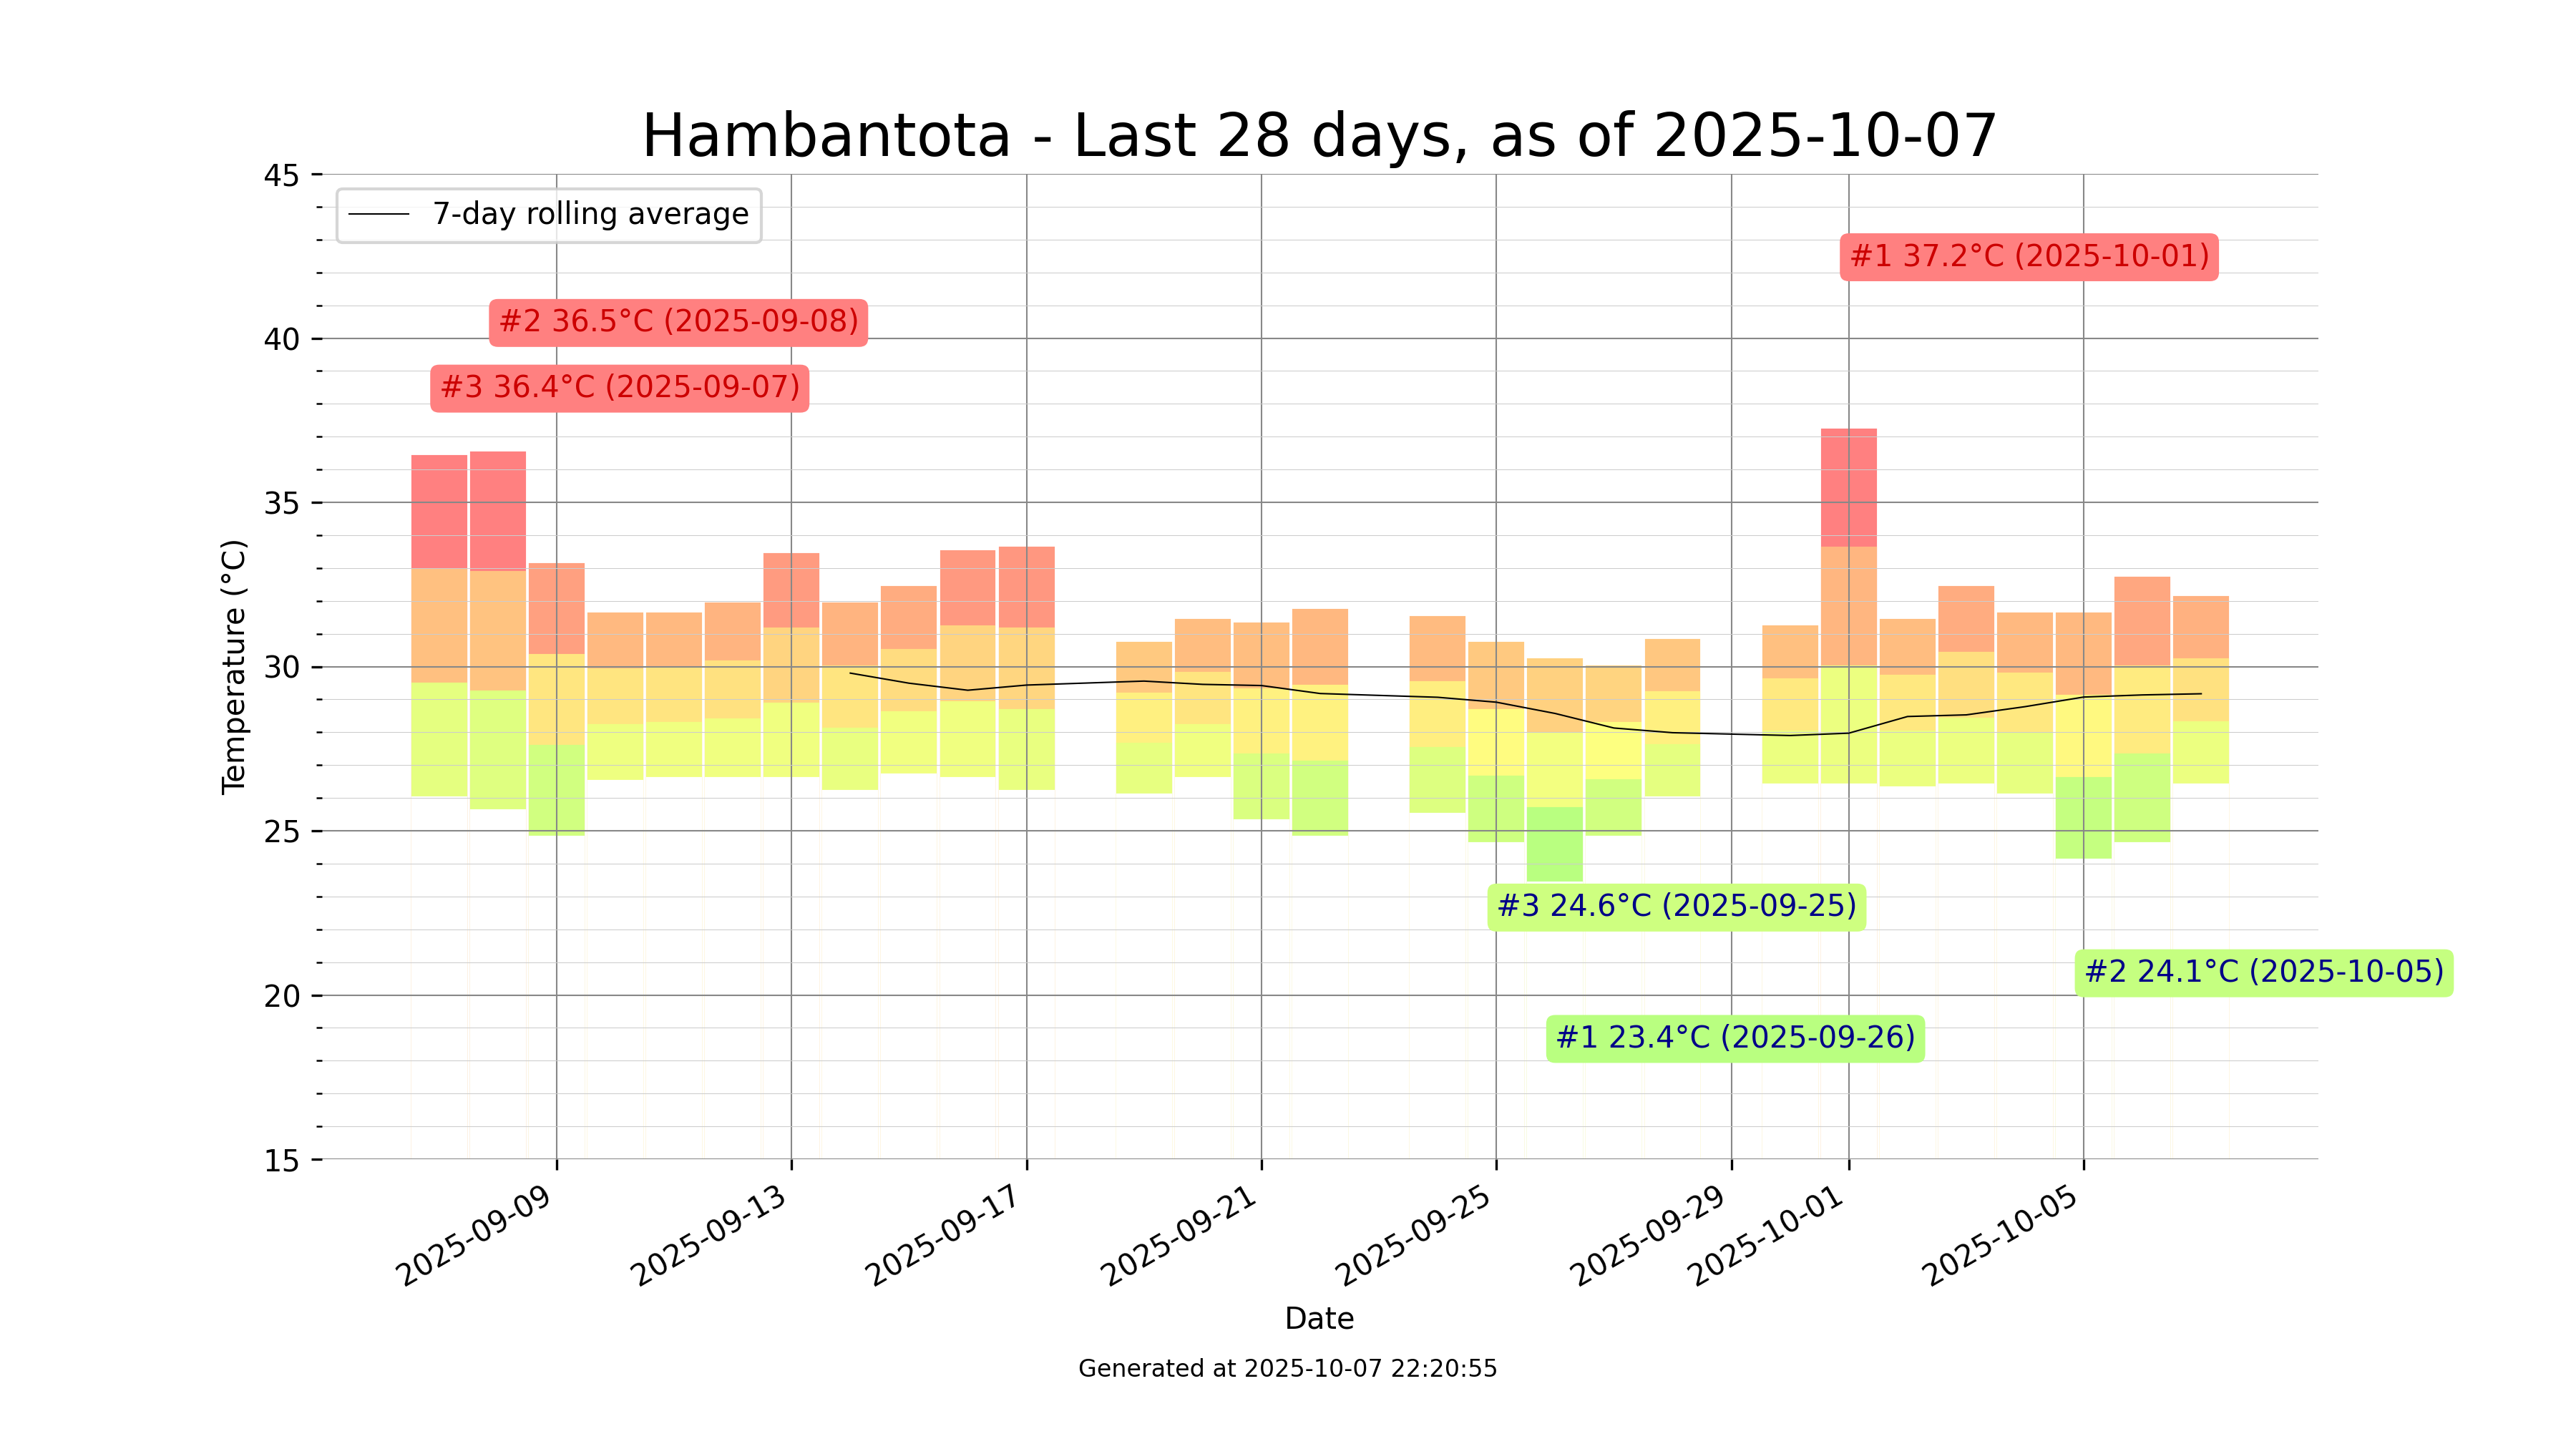 Hambantota - Last 28 days, as of 2025-10-07
45
7-day rolling average
#1 37.2°C (2025-10-01)
#2 36.5°C (2025-09-08)
40
#3 36.4°C (2025-09-07)
35
30
Temperature (°C)
25
#3 24.6°C (2025-09-25)
#2 24.1°C (2025-10-05)
20
#1 23.4°C (2025-09-26)
15
2025-09-09
2025-09-13
2025-09-17
2025-09-21
2025-09-25
2025-09-29
2025-10-01
2025-10-05
Date
Generated at 2025-10-07 22:20:55